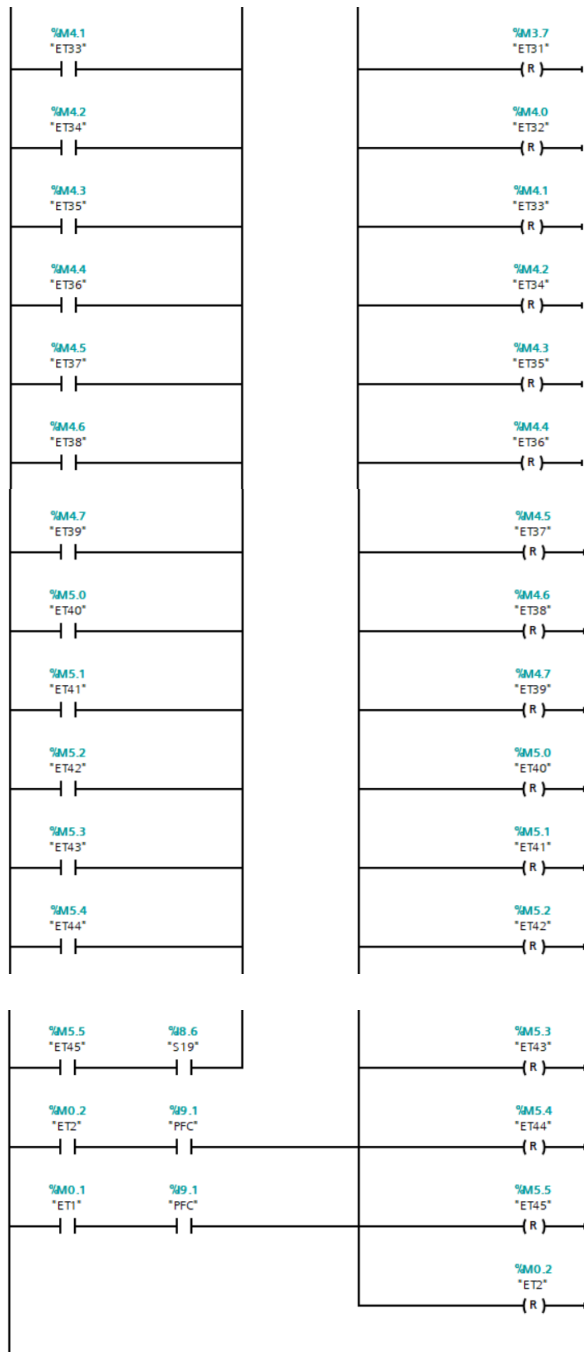 %M4.1
"ET33"
%M3.7
"ET31"
( R )
%M4.2
"ET34"
%M4.0
"ET32"
( R )
%M4.3
"ET35"
%M4.1
"ET33"
( R )
%M4.4
"ET36"
%M4.2
"ET34"
( R )
%M4.5
"ET37"
%M4.3
"ET35"
( R )
%M4.6
"ET38"
%M4.4
"ET36"
( R )
%M4.7
"ET39"
%M4.5
"ET37"
( R )
%M5.0
"ET40"
%M4.6
"ET38"
( R )
%M5.1
"ET41"
%M4.7
"ET39"
( R )
%M5.2
"ET42"
%M5.0
"ET40"
( R )
%M5.3
"ET43"
%M5.1
"ET41"
( R )
%M5.4
"ET44"
%M5.2
"ET42"
( R )
%M5.5
"ET45"
%I8.6
"S19"
%M5.3
"ET43"
( R )
%M0.2
"ET2"
%I9.1
"PFC"
%M5.4
"ET44"
( R )
%M0.1
"ET1"
%I9.1
"PFC"
%M5.5
"ET45"
( R )
%M0.2
"ET2"
( R )